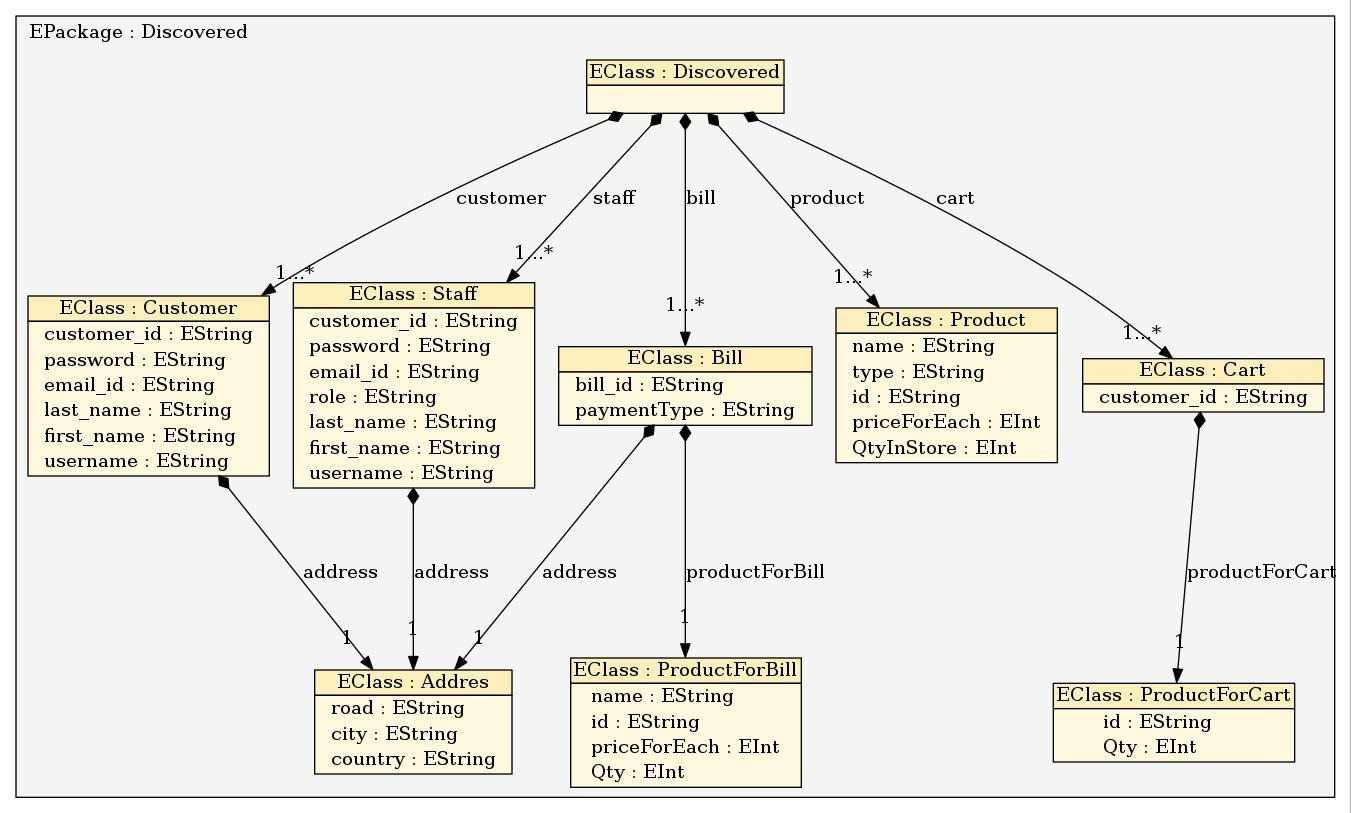 EPackage : Discovered
EClass : Discovered
customer
staff
bill
product
cart
1...*
1...*
1...*
1...*
1...*
EClass : Customer
customer_id : EString
password : EString
email_id : EString
last_name : EString
first_name : EString
username : EString
EClass : Staff
customer_id : EString
password : EString
email_id : EString
role : EString
last_name : EString
first_name : EString
username : EString
EClass : Bill
bill_id : EString
paymentType : EString
EClass : Product
name : EString
type : EString
id : EString
priceForEach : EInt
QtyInStore : EInt
EClass : Cart
customer_id : EString
address
address
address
productForBill
productForCart
1
1
1
1
1
EClass : Addres
road : EString
city : EString
country : EString
EClass : ProductForBill
name : EString
id : EString
priceForEach : EInt
Qty : EInt
EClass : ProductForCart
id : EString
Qty : EInt